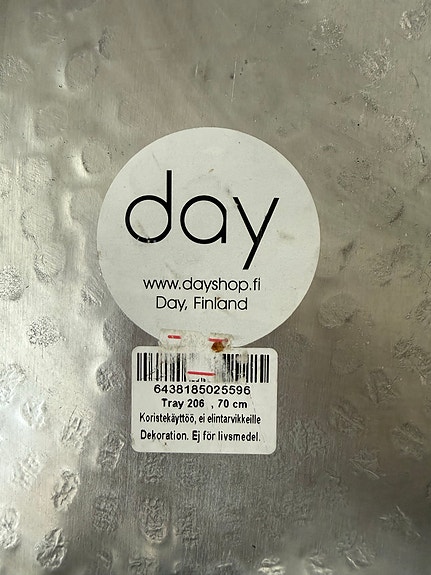 day
www.dayshop.fi
Day, Finland
6438185025596
Tray 206 , 70 cm
Koristekäyttöö, ei elintarvikkeille
Dekoration. Ej för livsmedel.